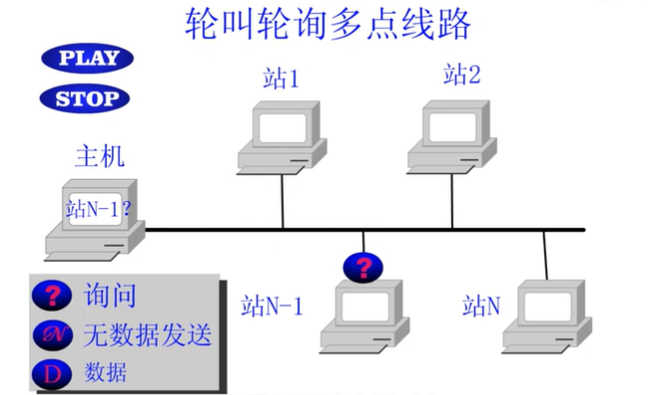 轮叫轮询多点线路
PLAY
STOP
站1
站2
主机
站N-1?
?
站N-1
站N
? 询问
N 无数据发送
D 数据